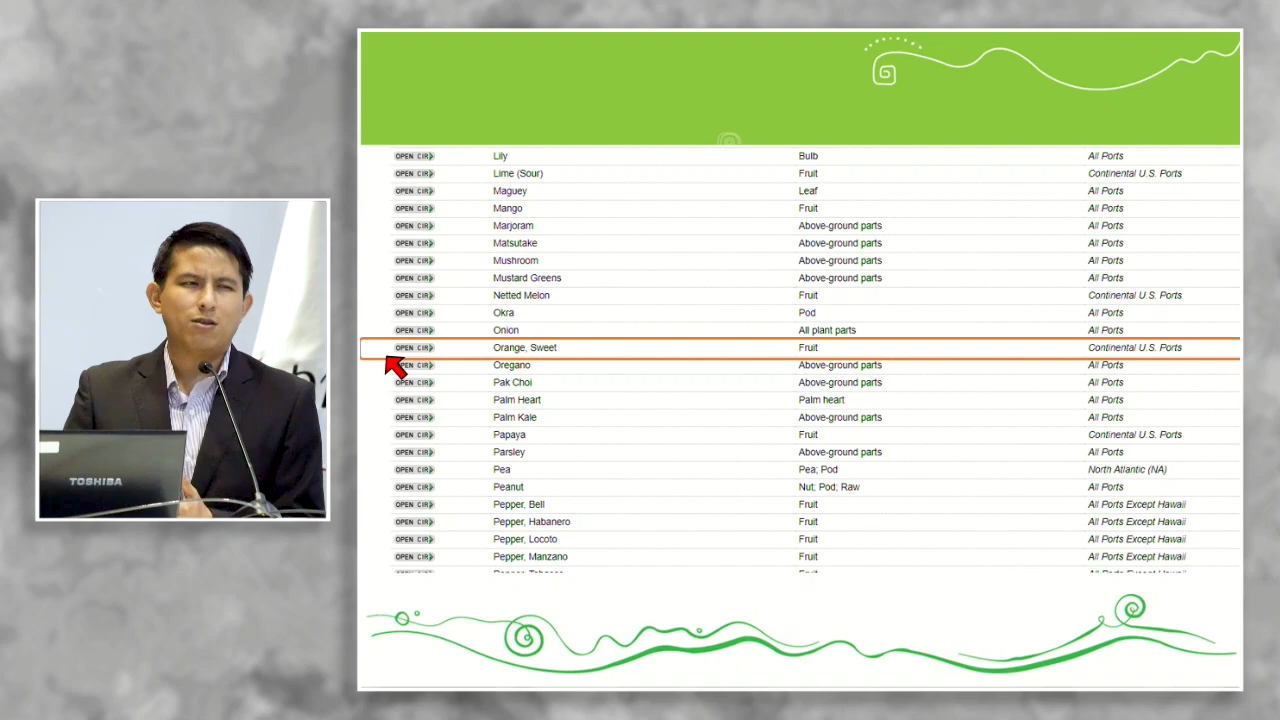 OPEN CIR Lily Bulb All Ports
OPEN CIR Lime (Sour) Fruit Continental U.S. Ports
OPEN CIR Maguey Leaf All Ports
OPEN CIR Mango Fruit All Ports
OPEN CIR Marjoram Above-ground parts All Ports
OPEN CIR Matsutake Above-ground parts All Ports
OPEN CIR Mushroom Above-ground parts All Ports
OPEN CIR Mustard Greens Above-ground parts All Ports
OPEN CIR Netted Melon Fruit Continental U.S. Ports
OPEN CIR Okra Pod All Ports
OPEN CIR Onion All plant parts All Ports
OPEN CIR Orange, Sweet Fruit Continental U.S. Ports
OPEN CIR Oregano Above-ground parts All Ports
OPEN CIR Pak Choi Above-ground parts All Ports
OPEN CIR Palm Heart Palm heart All Ports
OPEN CIR Palm Kale Above-ground parts All Ports
OPEN CIR Papaya Fruit Continental U.S. Ports
OPEN CIR Parsley Above-ground parts All Ports
OPEN CIR Pea Pea; Pod North Atlantic (NA)
OPEN CIR Peanut Nut; Pod; Raw All Ports
OPEN CIR Pepper, Bell Fruit All Ports Except Hawaii
OPEN CIR Pepper, Habanero Fruit All Ports Except Hawaii
OPEN CIR Pepper, Locoto Fruit All Ports Except Hawaii
OPEN CIR Pepper, Manzano Fruit All Ports Except Hawaii
TOSHIBA